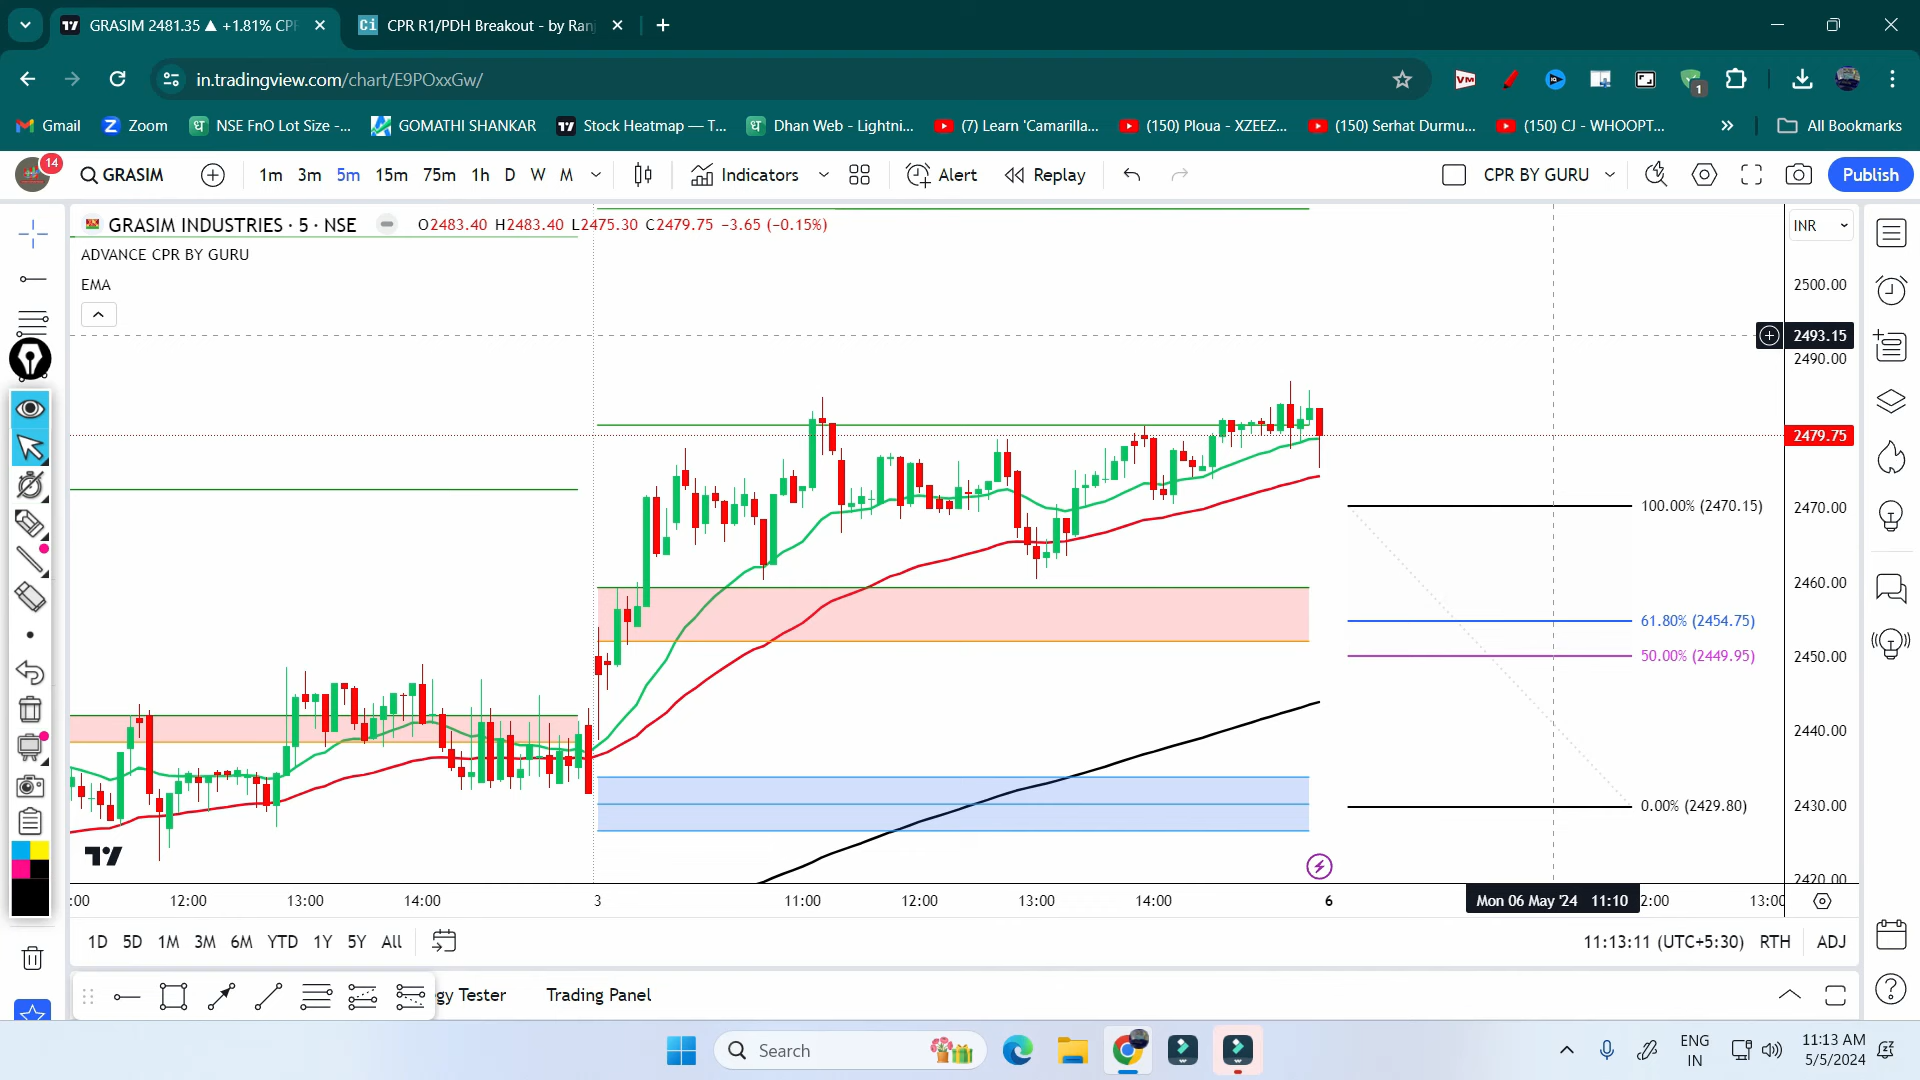 GRASIM 2481.35 ▲ +1.81% CPR
CPR R1/PDH Breakout - by Ranj
in.tradingview.com/chart/E9POxxGw/
1
Gmail
Zoom
NSE FnO Lot Size -...
GOMATHI SHANKAR
Stock Heatmap — T...
Dhan Web - Lightni...
(7) Learn 'Camarilla...
(150) Ploua - XZEEZ...
(150) Serhat Durmu...
(150) CJ - WHOOPT...
All Bookmarks
14
GRASIM
1m 3m 5m 15m 75m 1h D W M
Indicators
Alert
Replay
CPR BY GURU
Publish
GRASIM INDUSTRIES · 5 · NSE
O2483.40 H2483.40 L2475.30 C2479.75 −3.65 (−0.15%)
INR
ADVANCE CPR BY GURU
EMA
2500.00
2493.15
2490.00
2479.75
2470.00
2460.00
2450.00
2440.00
2430.00
2420.00
100.00% (2470.15)
61.80% (2454.75)
50.00% (2449.95)
0.00% (2429.80)
:00 12:00 13:00 14:00 3 11:00 12:00 13:00 14:00 6 Mon 06 May '24 11:10 2:00 13:00
1D 5D 1M 3M 6M YTD 1Y 5Y All
11:13:11 (UTC+5:30) RTH ADJ
gy Tester
Trading Panel
Search
ENG
IN
11:13 AM
5/5/2024